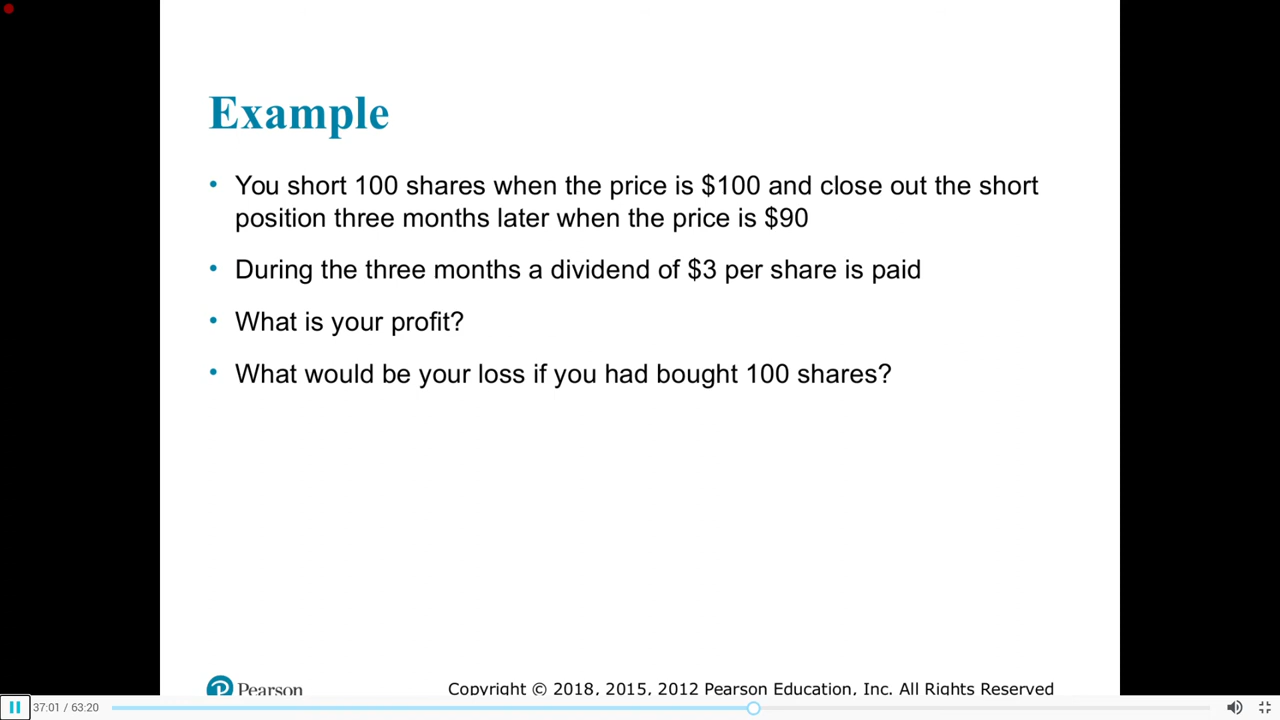 Example
• You short 100 shares when the price is $100 and close out the short
position three months later when the price is $90
• During the three months a dividend of $3 per share is paid
• What is your profit?
• What would be your loss if you had bought 100 shares?
Pearson
Copyright © 2018, 2015, 2012 Pearson Education, Inc. All Rights Reserved
37:01 / 63:20